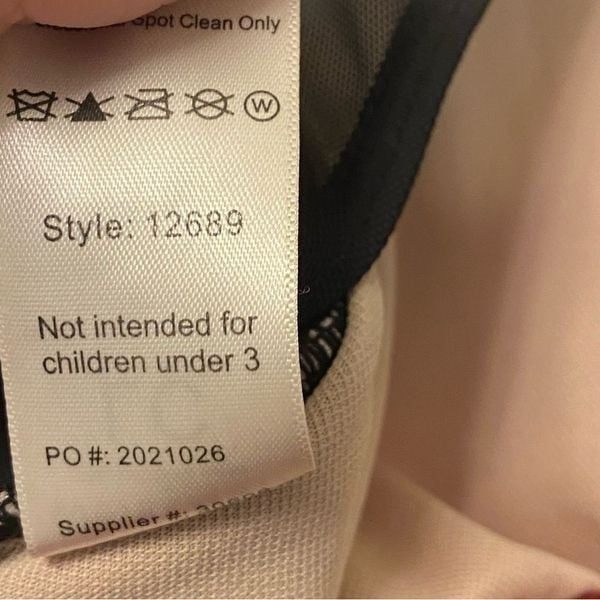 Spot Clean Only
W
Style: 12689
Not intended for
children under 3
PO #: 2021026
Supplier #: